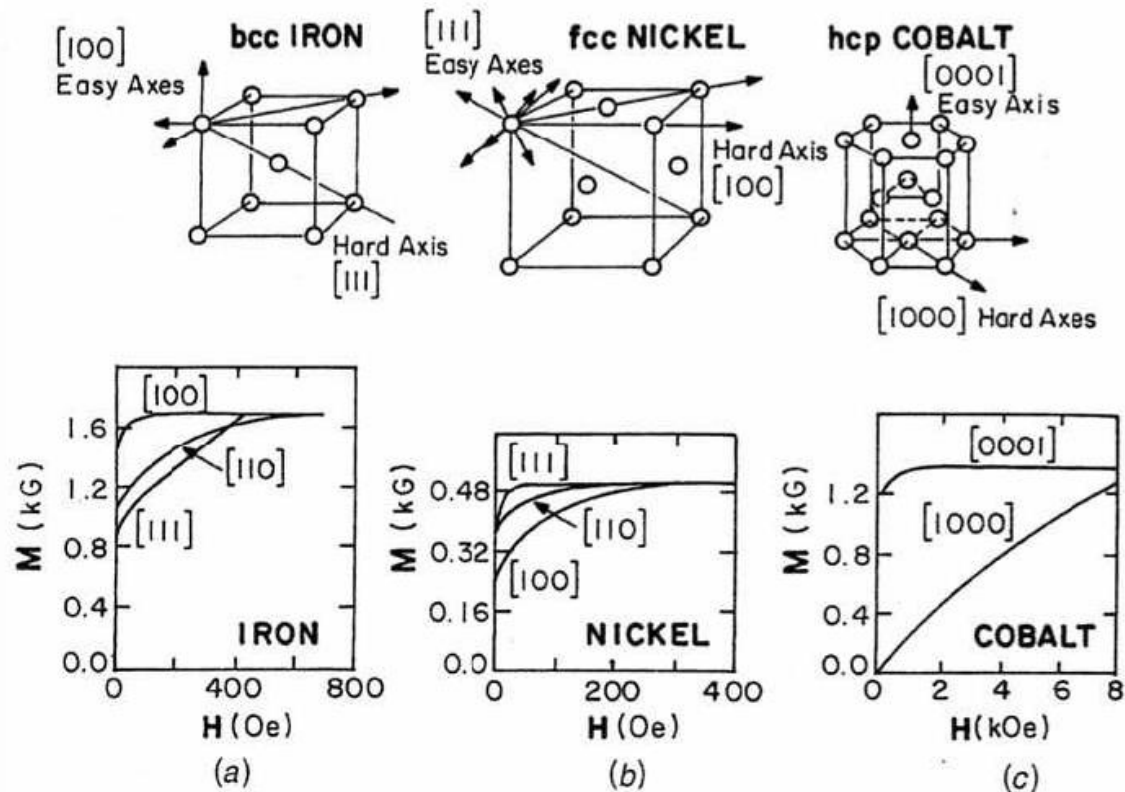 bcc IRON
[100]
Easy Axes
Hard Axis
[111]
fcc NICKEL
[111]
Easy Axes
Hard Axis
[100]
hcp COBALT
[0001]
Easy Axis
[1000] Hard Axes
M (kG)
1.6
1.2
0.8
0.4
0.0
[100]
[110]
[111]
IRON
0 400 800
H (Oe)
(a)
M (kG)
0.48
0.32
0.16
0.0
[111]
[110]
[100]
NICKEL
0 200 400
H (Oe)
(b)
M (kG)
1.2
0.8
0.4
0.0
[0001]
[1000]
COBALT
0 2 4 6 8
H (kOe)
(c)